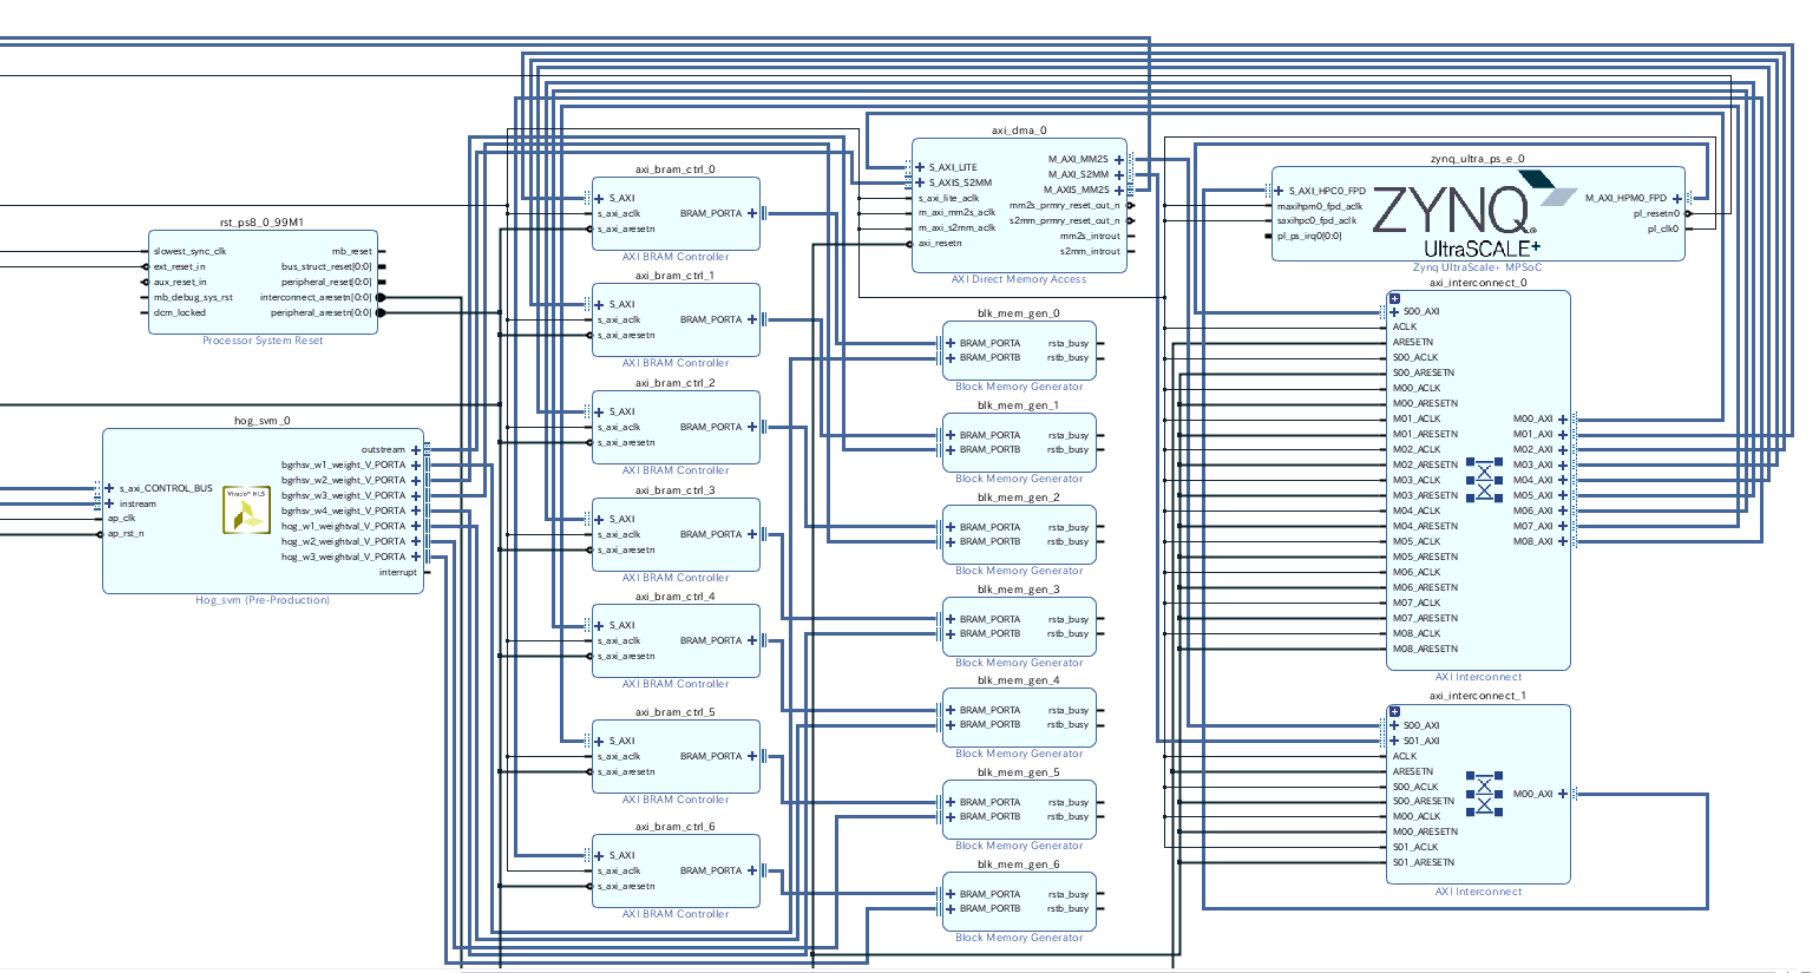 rst_ps8_0_99M1
slowest_sync_clk
ext_reset_in
aux_reset_in
mb_debug_sys_rst
dcm_locked
mb_reset
bus_struct_reset[0:0]
peripheral_reset[0:0]
interconnect_aresetn[0:0]
peripheral_aresetn[0:0]
Processor System Reset
hog_svm_0
s_axi_CONTROL_BUS
instream
ap_clk
ap_rst_n
Vivado™ HLS
outstream
bgrhsv_w1_weight_V_PORTA
bgrhsv_w2_weight_V_PORTA
bgrhsv_w3_weight_V_PORTA
bgrhsv_w4_weight_V_PORTA
hog_w1_weightval_V_PORTA
hog_w2_weightval_V_PORTA
hog_w3_weightval_V_PORTA
interrupt
Hog_svm (Pre-Production)
axi_bram_ctrl_0
S_AXI
s_axi_aclk
s_axi_aresetn
BRAM_PORTA
AXI BRAM Controller
axi_bram_ctrl_1
S_AXI
s_axi_aclk
s_axi_aresetn
BRAM_PORTA
AXI BRAM Controller
axi_bram_ctrl_2
S_AXI
s_axi_aclk
s_axi_aresetn
BRAM_PORTA
AXI BRAM Controller
axi_bram_ctrl_3
S_AXI
s_axi_aclk
s_axi_aresetn
BRAM_PORTA
AXI BRAM Controller
axi_bram_ctrl_4
S_AXI
s_axi_aclk
s_axi_aresetn
BRAM_PORTA
AXI BRAM Controller
axi_bram_ctrl_5
S_AXI
s_axi_aclk
s_axi_aresetn
BRAM_PORTA
AXI BRAM Controller
axi_bram_ctrl_6
S_AXI
s_axi_aclk
s_axi_aresetn
BRAM_PORTA
AXI BRAM Controller
axi_dma_0
S_AXI_LITE
S_AXIS_S2MM
s_axi_lite_aclk
m_axi_mm2s_aclk
m_axi_s2mm_aclk
axi_resetn
M_AXI_MM2S
M_AXI_S2MM
M_AXIS_MM2S
mm2s_prmry_reset_out_n
s2mm_prmry_reset_out_n
mm2s_introut
s2mm_introut
AXI Direct Memory Access
blk_mem_gen_0
BRAM_PORTA
BRAM_PORTB
rsta_busy
rstb_busy
Block Memory Generator
blk_mem_gen_1
BRAM_PORTA
BRAM_PORTB
rsta_busy
rstb_busy
Block Memory Generator
blk_mem_gen_2
BRAM_PORTA
BRAM_PORTB
rsta_busy
rstb_busy
Block Memory Generator
blk_mem_gen_3
BRAM_PORTA
BRAM_PORTB
rsta_busy
rstb_busy
Block Memory Generator
blk_mem_gen_4
BRAM_PORTA
BRAM_PORTB
rsta_busy
rstb_busy
Block Memory Generator
blk_mem_gen_5
BRAM_PORTA
BRAM_PORTB
rsta_busy
rstb_busy
Block Memory Generator
blk_mem_gen_6
BRAM_PORTA
BRAM_PORTB
rsta_busy
rstb_busy
Block Memory Generator
zynq_ultra_ps_e_0
S_AXI_HPC0_FPD
maxihpm0_fpd_aclk
saxihpc0_fpd_aclk
pl_ps_irq0[0:0]
ZYNQ
UltraSCALE+
M_AXI_HPM0_FPD
pl_resetn0
pl_clk0
Zynq UltraScale+ MPSoC
axi_interconnect_0
S00_AXI
ACLK
ARESETN
S00_ACLK
S00_ARESETN
M00_ACLK
M00_ARESETN
M01_ACLK
M01_ARESETN
M02_ACLK
M02_ARESETN
M03_ACLK
M03_ARESETN
M04_ACLK
M04_ARESETN
M05_ACLK
M05_ARESETN
M06_ACLK
M06_ARESETN
M07_ACLK
M07_ARESETN
M08_ACLK
M08_ARESETN
M00_AXI
M01_AXI
M02_AXI
M03_AXI
M04_AXI
M05_AXI
M06_AXI
M07_AXI
M08_AXI
AXI Interconnect
axi_interconnect_1
S00_AXI
S01_AXI
ACLK
ARESETN
S00_ACLK
S00_ARESETN
M00_ACLK
M00_ARESETN
S01_ACLK
S01_ARESETN
M00_AXI
AXI Interconnect